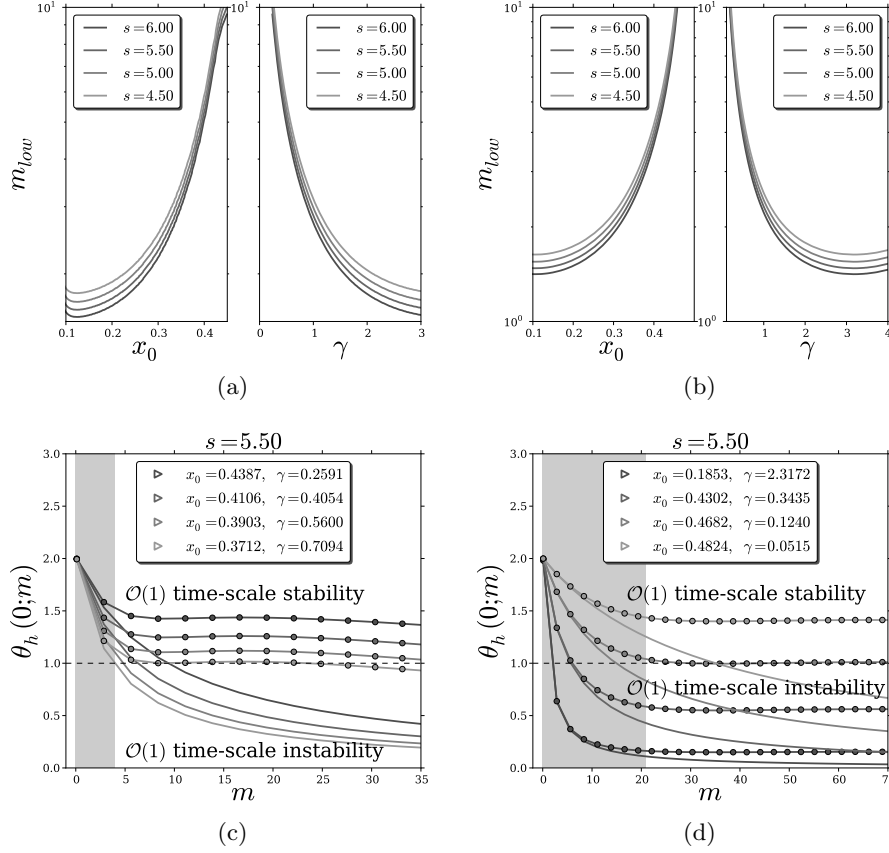 10¹
10¹
s=6.00
s=5.50
s=5.00
s=4.50
s=6.00
s=5.50
s=5.00
s=4.50
m_low
0.1 0.2 0.3 0.4
0 1 2 3
x₀
γ
(a)
10¹
10¹
s=6.00
s=5.50
s=5.00
s=4.50
s=6.00
s=5.50
s=5.00
s=4.50
m_low
10⁰
10⁰
0.1 0.2 0.3 0.4
1 2 3 4
x₀
γ
(b)
s=5.50
3.0
2.5
2.0
1.5
1.0
0.5
0.0
x₀=0.4387, γ=0.2591
x₀=0.4106, γ=0.4054
x₀=0.3903, γ=0.5600
x₀=0.3712, γ=0.7094
θ_h(0;m)
𝒪(1) time-scale stability
𝒪(1) time-scale instability
0 5 10 15 20 25 30 35
m
(c)
s=5.50
3.0
2.5
2.0
1.5
1.0
0.5
0.0
x₀=0.1853, γ=2.3172
x₀=0.4302, γ=0.3435
x₀=0.4682, γ=0.1240
x₀=0.4824, γ=0.0515
θ_h(0;m)
𝒪(1) time-scale stability
𝒪(1) time-scale instability
0 10 20 30 40 50 60 70
m
(d)